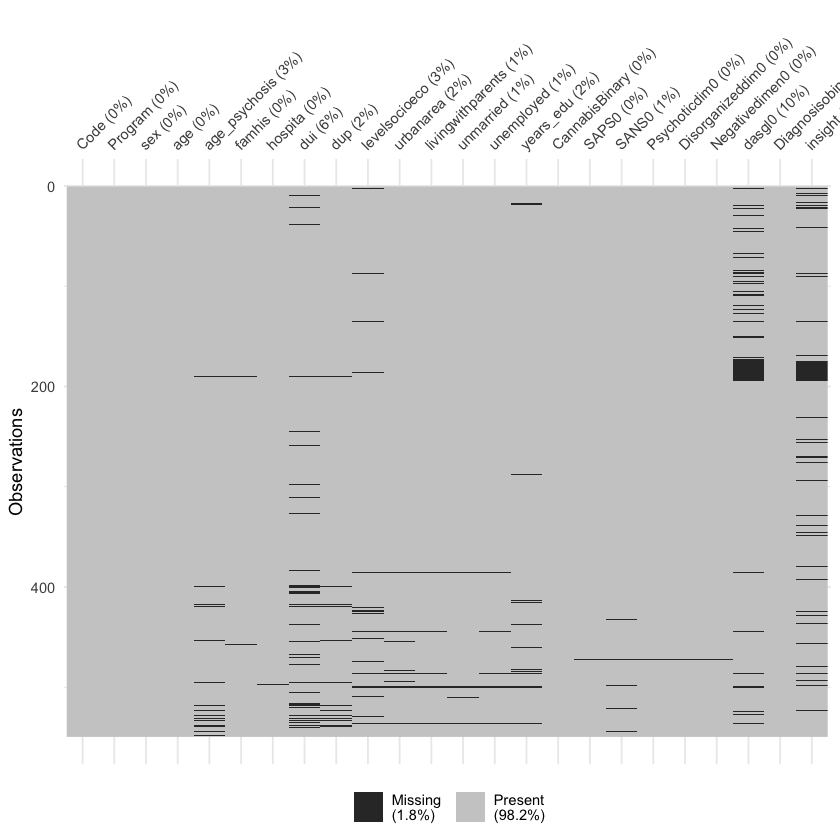 Code (0%)
Program (0%)
sex (0%)
age (0%)
age_psychosis (3%)
famhis (0%)
hospita (0%)
dui (6%)
dup (2%)
levelsocioeco (3%)
urbanarea (2%)
livingwithparents (1%)
unmarried (1%)
unemployed (1%)
years_edu (2%)
CannabisBinary (0%)
SAPS0 (0%)
SANS0 (1%)
Psychoticdim0 (0%)
Disorganizeddim0 (0%)
Negativedimen0 (0%)
dasgl0 (10%)
Diagnosisobin
insight
0
200
400
Observations
Missing
(1.8%)
Present
(98.2%)